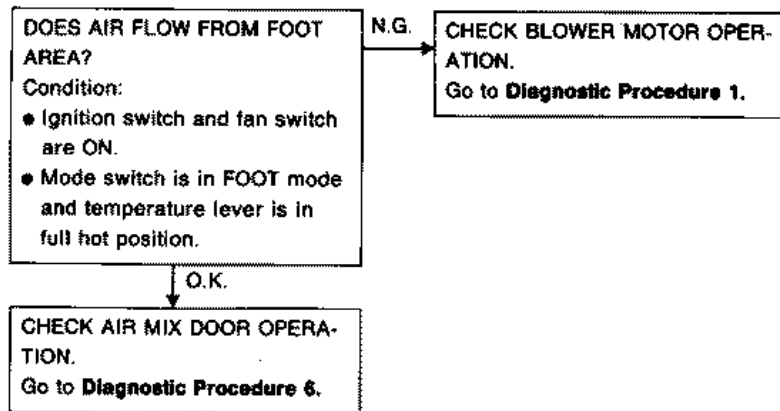 DOES AIR FLOW FROM FOOT
AREA?
Condition:
● Ignition switch and fan switch
are ON.
● Mode switch is in FOOT mode
and temperature lever is in
full hot position.
N.G.
CHECK BLOWER MOTOR OPER-
ATION.
Go to Diagnostic Procedure 1.
O.K.
CHECK AIR MIX DOOR OPERA-
TION.
Go to Diagnostic Procedure 6.